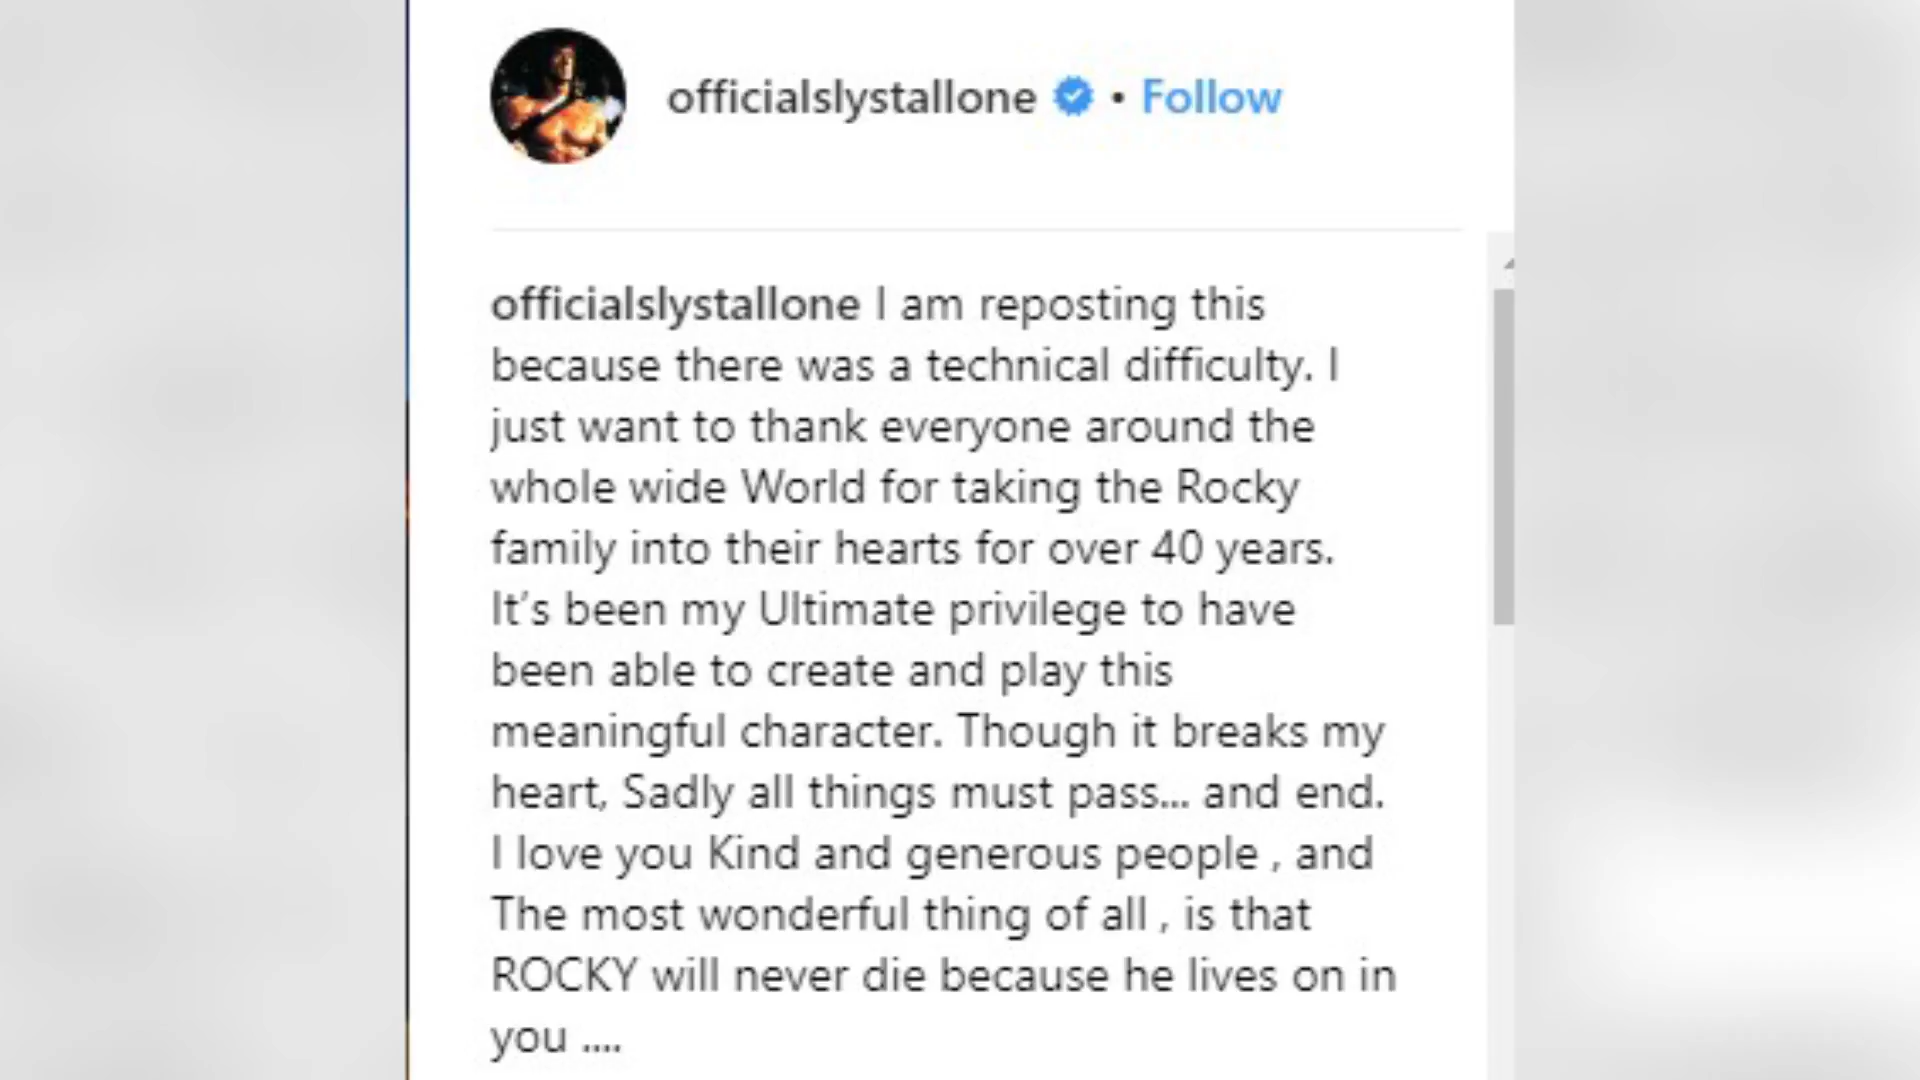 officialslystallone • Follow
officialslystallone I am reposting this
because there was a technical difficulty. I
just want to thank everyone around the
whole wide World for taking the Rocky
family into their hearts for over 40 years.
It’s been my Ultimate privilege to have
been able to create and play this
meaningful character. Though it breaks my
heart, Sadly all things must pass... and end.
I love you Kind and generous people , and
The most wonderful thing of all , is that
ROCKY will never die because he lives on in
you ....